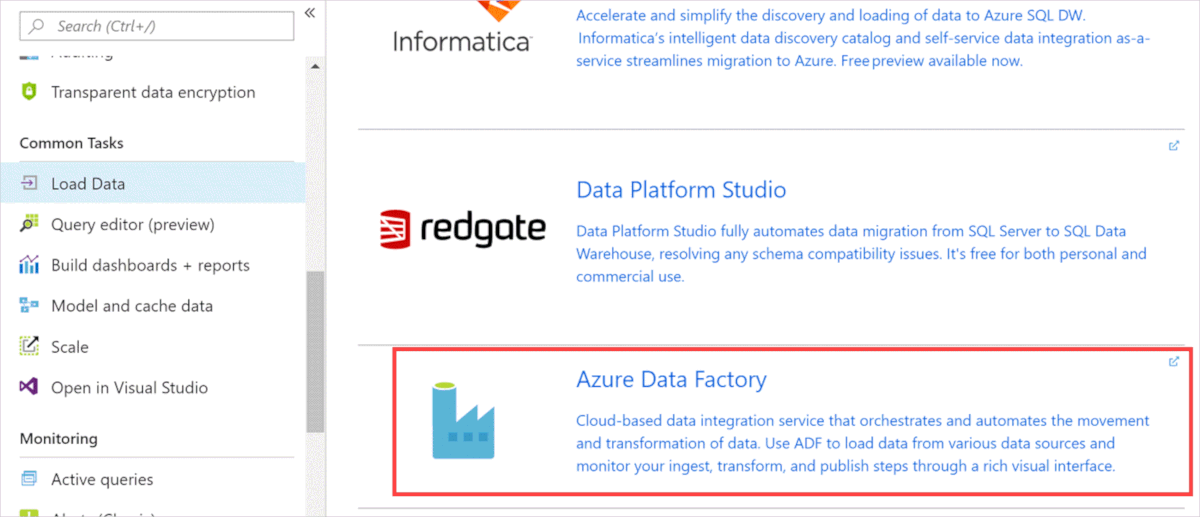 Search (Ctrl+/)
Auditing
Transparent data encryption
Common Tasks
Load Data
Query editor (preview)
Build dashboards + reports
Model and cache data
Scale
Open in Visual Studio
Monitoring
Active queries
Informatica
Accelerate and simplify the discovery and loading of data to Azure SQL DW.
Informatica's intelligent data discovery catalog and self-service data integration as-a-
service streamlines migration to Azure. Free preview available now.
redgate
Data Platform Studio
Data Platform Studio fully automates data migration from SQL Server to SQL Data
Warehouse, resolving any schema compatibility issues. It's free for both personal and
commercial use.
Azure Data Factory
Cloud-based data integration service that orchestrates and automates the movement
and transformation of data. Use ADF to load data from various data sources and
monitor your ingest, transform, and publish steps through a rich visual interface.